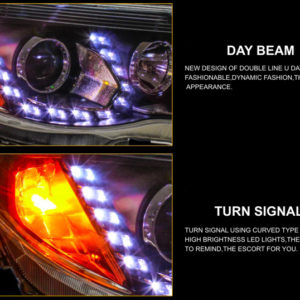 DAY BEAM
NEW DESIGN OF DOUBLE LINE U DA
FASHIONABLE,DYNAMIC FASHION,TH
APPEARANCE.
TURN SIGNAL
TURN SIGNAL USING CURVED TYPE
HIGH BRIGHTNESS LED LIGHTS,THE
TO REMIND,THE ESCORT FOR YOU.